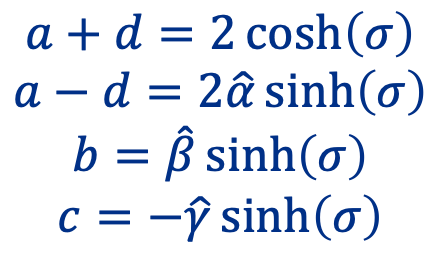 a + d = 2 cosh(σ)
a − d = 2α̂ sinh(σ)
b = β̂ sinh(σ)
c = −γ̂ sinh(σ)